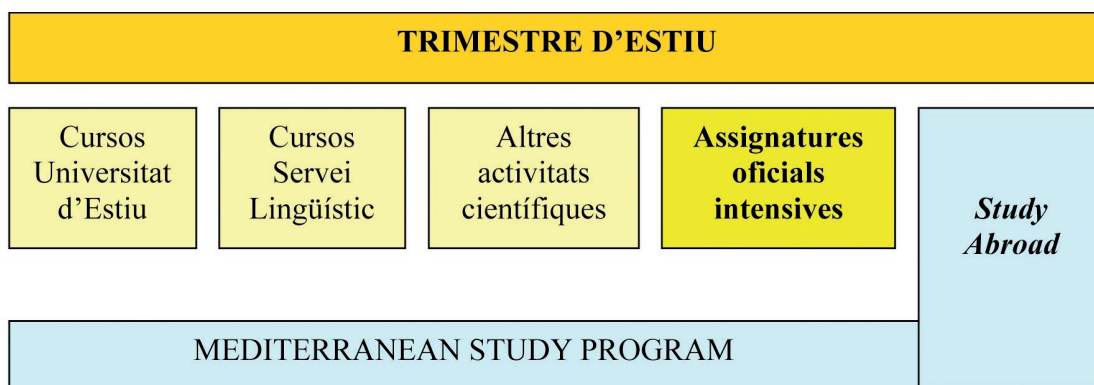 TRIMESTRE D’ESTIU
Cursos
Universitat
d’Estiu
Cursos
Servei
Lingüístic
Altres
activitats
científiques
Assignatures
oficials
intensives
Study
Abroad
MEDITERRANEAN STUDY PROGRAM